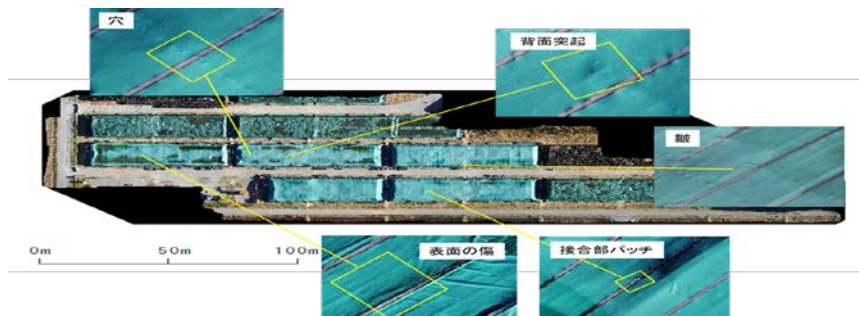 穴
背面突起
皺
0m 50m 100m
表面の傷
接合部パッチ